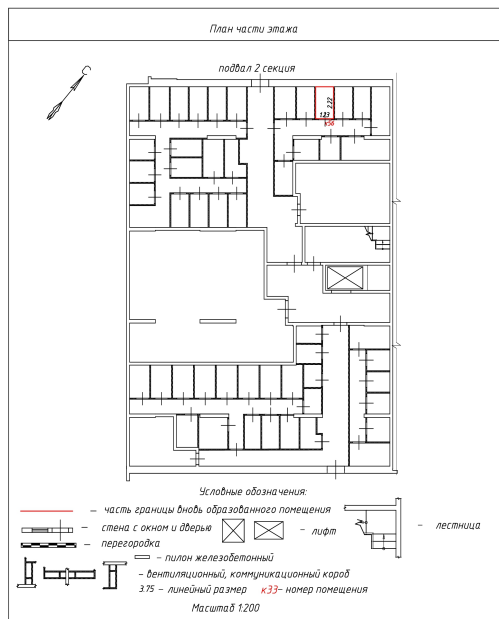 План части этажа
С
подвал 2 секция
2.22
1.23
к56
Условные обозначения:
– часть границы вновь образованного помещения
– стена с окном и дверью
– лифт
– лестница
– перегородка
– пилон железобетонный
– вентиляционный, коммуникационный короб
3.75 – линейный размер к33– номер помещения
Масштаб 1:200